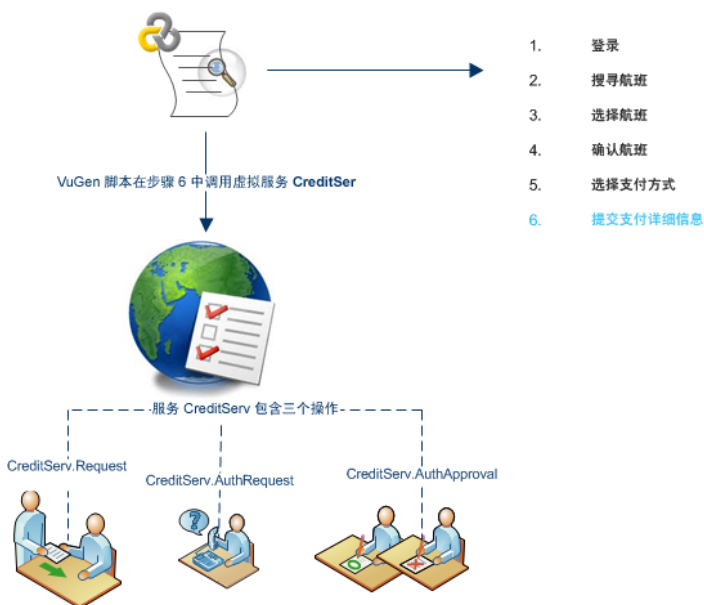 1. 登录
2. 搜寻航班
3. 选择航班
4. 确认航班
5. 选择支付方式
6. 提交支付详细信息
VuGen 脚本在步骤 6 中调用虚拟服务 CreditSer
服务 CreditServ 包含三个操作
CreditServ.Request
CreditServ.AuthRequest
CreditServ.AuthApproval